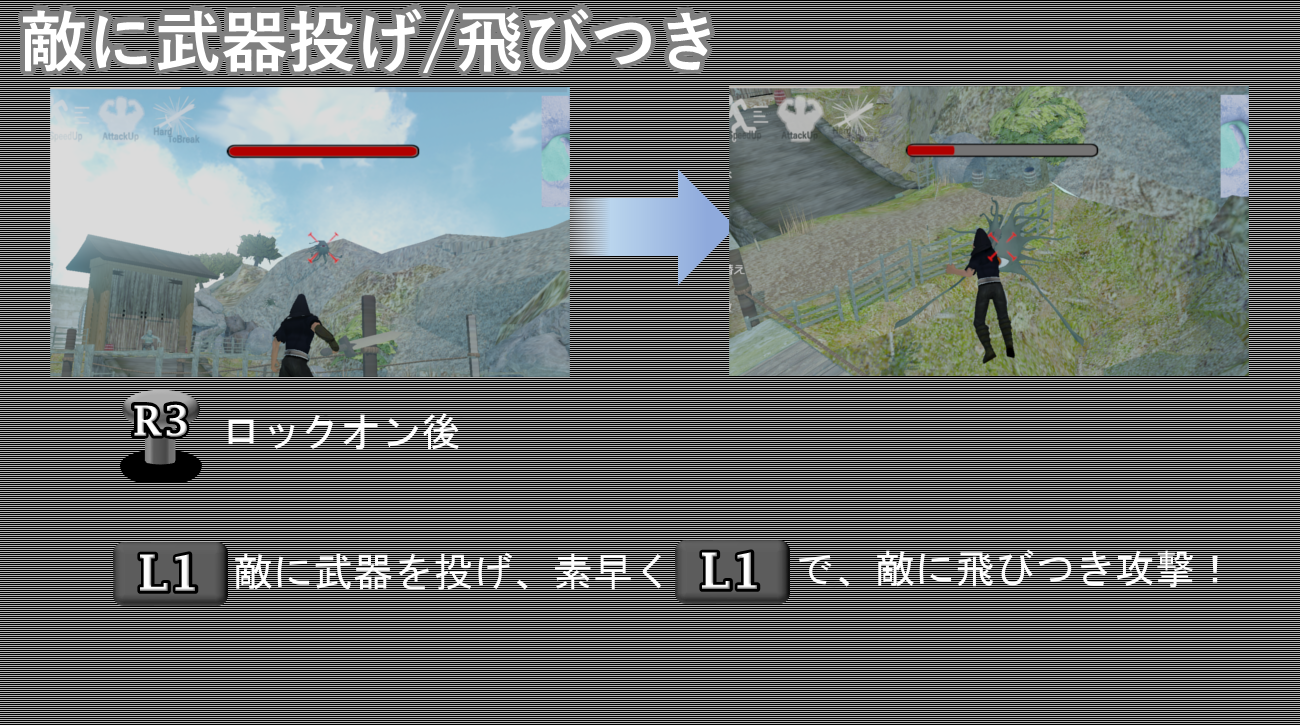 敵に武器投げ/飛びつき
AttackUp
Hard
ToBreak
AttackUp
Hard
R3 ロックオン後
L1 敵に武器を投げ、素早く L1 で、敵に飛びつき攻撃!